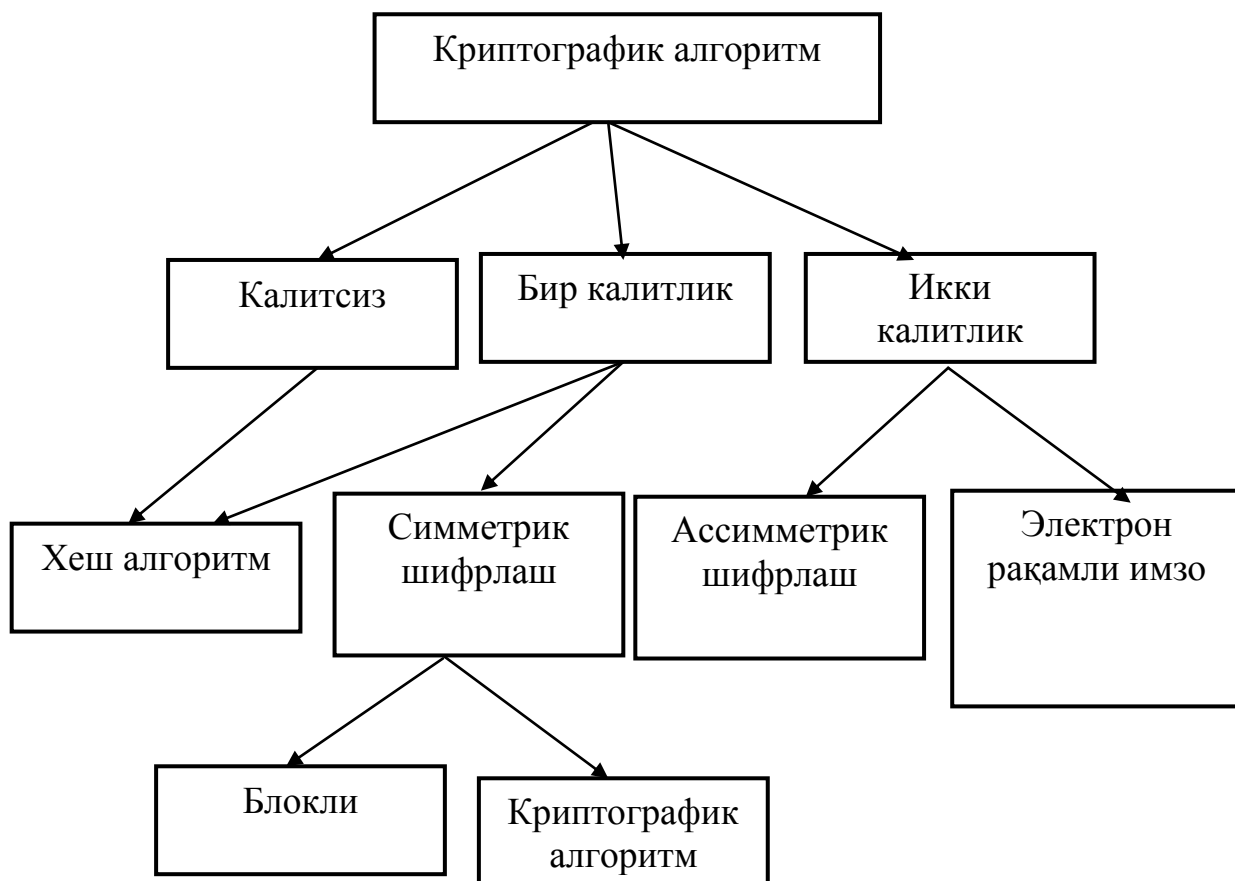 Криптографик алгоритм
Калитсиз
Бир калитлик
Икки
калитлик
Хеш алгоритм
Симметрик
шифрлаш
Ассимметрик
шифрлаш
Электрон
рақамли имзо
Блокли
Криптографик
алгоритм